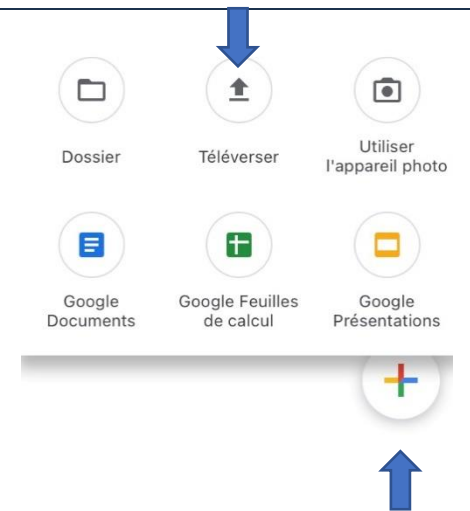 Dossier
Téléverser
Utiliser
l'appareil photo
Google
Documents
Google Feuilles
de calcul
Google
Présentations